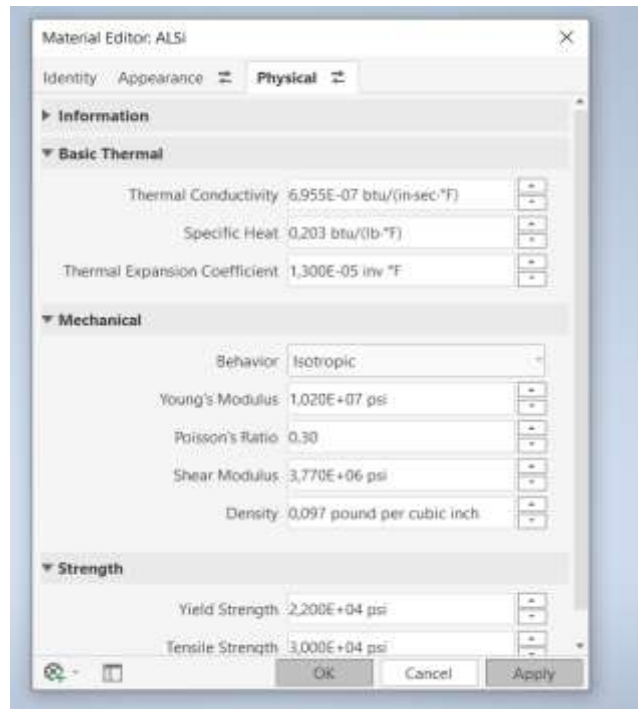 Material Editor: ALSi
Identity Appearance Physical
Information
Basic Thermal
Thermal Conductivity 6,955E-07 btu/(in·sec·°F)
Specific Heat 0,203 btu/(lb·°F)
Thermal Expansion Coefficient 1,300E-05 inv °F
Mechanical
Behavior Isotropic
Young's Modulus 1,020E+07 psi
Poisson's Ratio 0.30
Shear Modulus 3,770E+06 psi
Density 0,097 pound per cubic inch
Strength
Yield Strength 2,200E+04 psi
Tensile Strength 3,000E+04 psi
OK Cancel Apply